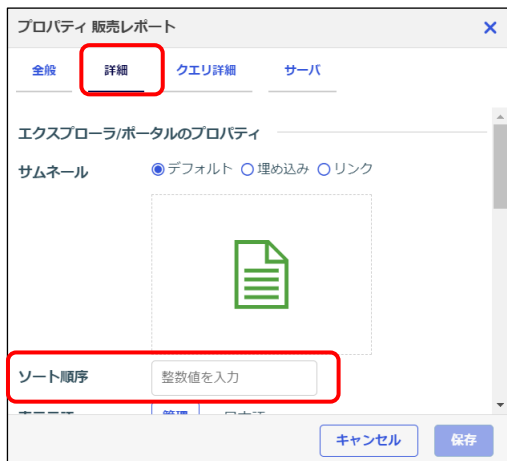 プロパティ 販売レポート
全般 詳細 クエリ詳細 サーバ
エクスプローラ/ポータルのプロパティ
サムネール デフォルト 埋め込み リンク
ソート順序 整数値を入力
キャンセル 保存